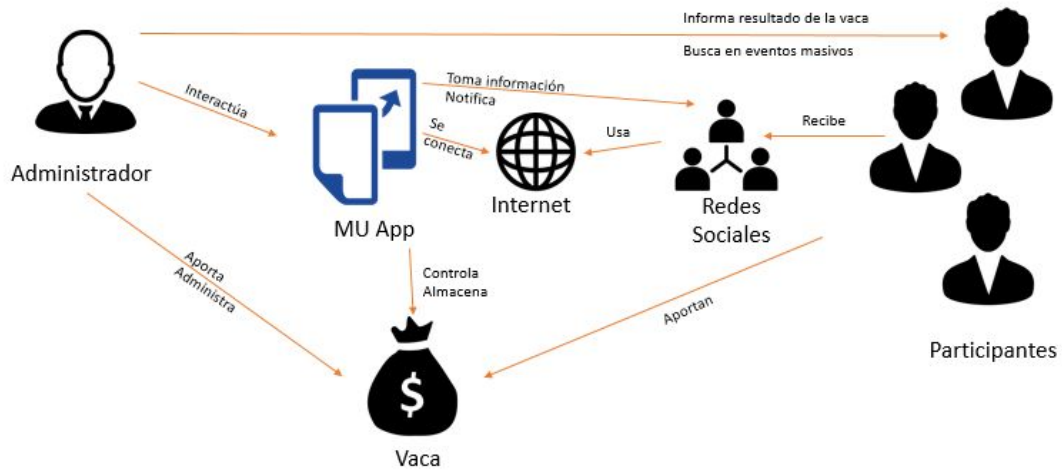 Informa resultado de la vaca
Busca en eventos masivos
Interactúa
Toma información
Notifica
Se
conecta
Usa
Recibe
Administrador
MU App
Internet
Redes
Sociales
Aporta
Administra
Controla
Almacena
Aportan
Participantes
$
Vaca